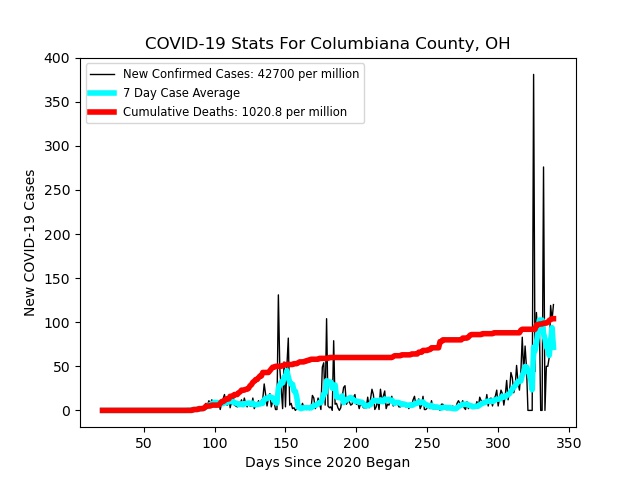 COVID-19 Stats For Columbiana County, OH
New Confirmed Cases: 42700 per million
7 Day Case Average
Cumulative Deaths: 1020.8 per million
New COVID-19 Cases
400
350
300
250
200
150
100
50
0
50
100
150
200
250
300
350
Days Since 2020 Began